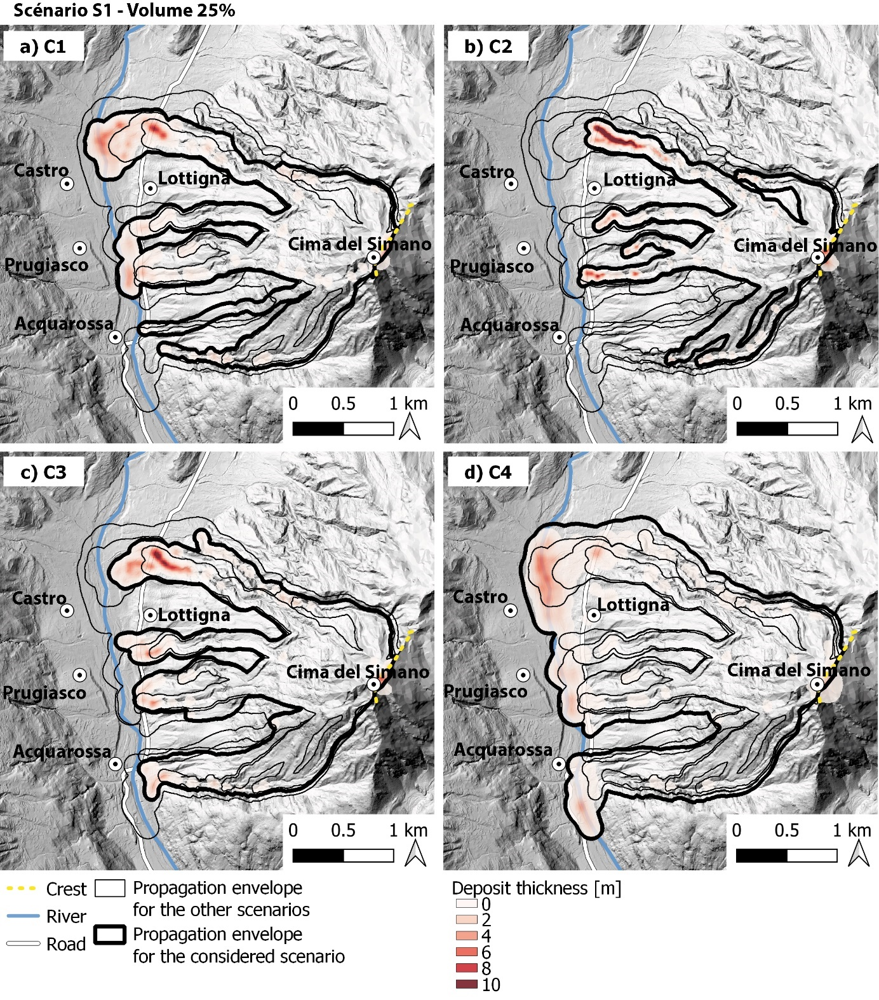 Scénario S1 - Volume 25%
a) C1
Castro
Lottigna
Cima del Simano
Prugiasco
Acquarossa
0 0.5 1 km
b) C2
Castro
Lottigna
Cima del Simano
Prugiasco
Acquarossa
0 0.5 1 km
c) C3
Castro
Lottigna
Cima del Simano
Prugiasco
Acquarossa
0 0.5 1 km
d) C4
Castro
Lottigna
Cima del Simano
Prugiasco
Acquarossa
0 0.5 1 km
Crest
River
Road
Propagation envelope
for the other scenarios
Propagation envelope
for the considered scenario
Deposit thickness [m]
0
2
4
6
8
10